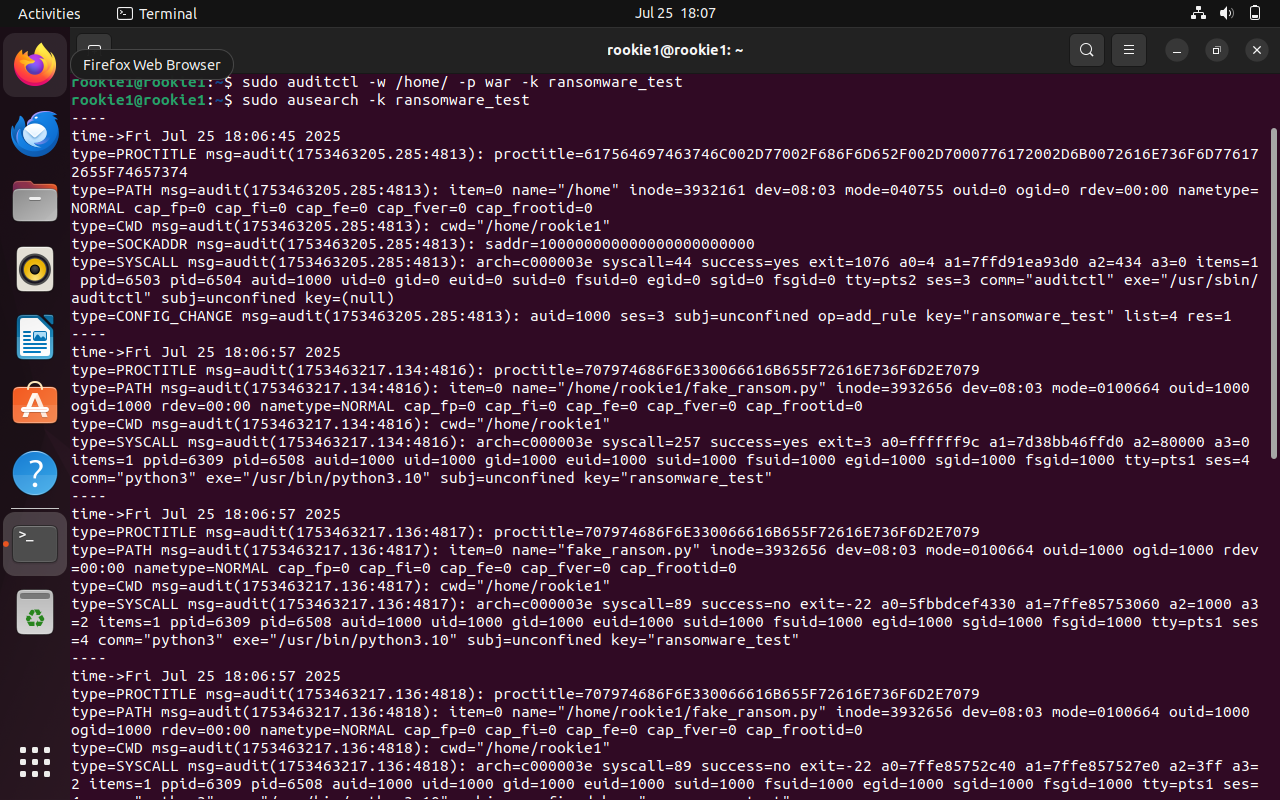 Activities
Terminal
Jul 25 18:07
rookie1@rookie1: ~
Firefox Web Browser
rookie1@rookie1:~$ sudo auditctl -w /home/ -p war -k ransomware_test
rookie1@rookie1:~$ sudo ausearch -k ransomware_test
----
time->Fri Jul 25 18:06:45 2025
type=PROCTITLE msg=audit(1753463205.285:4813): proctitle=617564697463746C002D77002F686F6D652F002D7000776172002D6B0072616E736F6D776172
655F74657374
type=PATH msg=audit(1753463205.285:4813): item=0 name="/home" inode=3932161 dev=08:03 mode=040755 ouid=0 ogid=0 rdev=00:00 nametype=
NORMAL cap_fp=0 cap_fi=0 cap_fe=0 cap_fver=0 cap_frootid=0
type=CWD msg=audit(1753463205.285:4813): cwd="/home/rookie1"
type=SOCKADDR msg=audit(1753463205.285:4813): saddr=100000000000000000000000
type=SYSCALL msg=audit(1753463205.285:4813): arch=c000003e syscall=44 success=yes exit=1076 a0=4 a1=7ffd91ea93d0 a2=434 a3=0 items=1
ppid=6503 pid=6504 auid=1000 uid=0 gid=0 euid=0 suid=0 fsuid=0 egid=0 sgid=0 fsgid=0 tty=pts2 ses=3 comm="auditctl" exe="/usr/sbin/
auditctl" subj=unconfined key=(null)
type=CONFIG_CHANGE msg=audit(1753463205.285:4813): auid=1000 ses=3 subj=unconfined op=add_rule key="ransomware_test" list=4 res=1
----
time->Fri Jul 25 18:06:57 2025
type=PROCTITLE msg=audit(1753463217.134:4816): proctitle=707974686F6E330066616B655F72616E736F6D2E7079
type=PATH msg=audit(1753463217.134:4816): item=0 name="/home/rookie1/fake_ransom.py" inode=3932656 dev=08:03 mode=0100664 ouid=1000
ogid=1000 rdev=00:00 nametype=NORMAL cap_fp=0 cap_fi=0 cap_fe=0 cap_fver=0 cap_frootid=0
type=CWD msg=audit(1753463217.134:4816): cwd="/home/rookie1"
type=SYSCALL msg=audit(1753463217.134:4816): arch=c000003e syscall=257 success=yes exit=3 a0=ffffff9c a1=7d38bb46ffd0 a2=80000 a3=0
items=1 ppid=6309 pid=6508 auid=1000 uid=1000 gid=1000 euid=1000 suid=1000 fsuid=1000 egid=1000 sgid=1000 fsgid=1000 tty=pts1 ses=4
comm="python3" exe="/usr/bin/python3.10" subj=unconfined key="ransomware_test"
----
time->Fri Jul 25 18:06:57 2025
type=PROCTITLE msg=audit(1753463217.136:4817): proctitle=707974686F6E330066616B655F72616E736F6D2E7079
type=PATH msg=audit(1753463217.136:4817): item=0 name="fake_ransom.py" inode=3932656 dev=08:03 mode=0100664 ouid=1000 ogid=1000 rdev
=00:00 nametype=NORMAL cap_fp=0 cap_fi=0 cap_fe=0 cap_fver=0 cap_frootid=0
type=CWD msg=audit(1753463217.136:4817): cwd="/home/rookie1"
type=SYSCALL msg=audit(1753463217.136:4817): arch=c000003e syscall=89 success=no exit=-22 a0=5fbbdcef4330 a1=7ffe85753060 a2=1000 a3
=2 items=1 ppid=6309 pid=6508 auid=1000 uid=1000 gid=1000 euid=1000 suid=1000 fsuid=1000 egid=1000 sgid=1000 fsgid=1000 tty=pts1 ses
=4 comm="python3" exe="/usr/bin/python3.10" subj=unconfined key="ransomware_test"
----
time->Fri Jul 25 18:06:57 2025
type=PROCTITLE msg=audit(1753463217.136:4818): proctitle=707974686F6E330066616B655F72616E736F6D2E7079
type=PATH msg=audit(1753463217.136:4818): item=0 name="/home/rookie1/fake_ransom.py" inode=3932656 dev=08:03 mode=0100664 ouid=1000
ogid=1000 rdev=00:00 nametype=NORMAL cap_fp=0 cap_fi=0 cap_fe=0 cap_fver=0 cap_frootid=0
type=CWD msg=audit(1753463217.136:4818): cwd="/home/rookie1"
type=SYSCALL msg=audit(1753463217.136:4818): arch=c000003e syscall=89 success=no exit=-22 a0=7ffe85752c40 a1=7ffe857527e0 a2=3ff a3=
2 items=1 ppid=6309 pid=6508 auid=1000 uid=1000 gid=1000 euid=1000 suid=1000 fsuid=1000 egid=1000 sgid=1000 fsgid=1000 tty=pts1 ses=